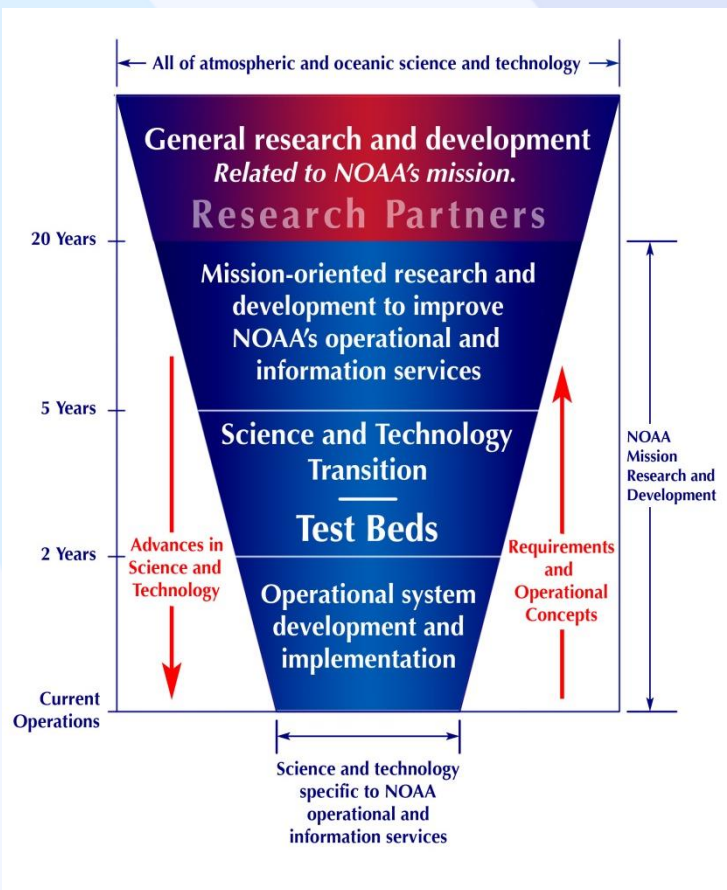 All of atmospheric and oceanic science and technology
General research and development
Related to NOAA's mission.
Research Partners
20 Years
Mission-oriented research and
development to improve
NOAA's operational and
information services
5 Years
Science and Technology
Transition
Test Beds
NOAA
Mission
Research and
Development
2 Years
Advances in
Science and
Technology
Requirements
and
Operational
Concepts
Operational system
development and
implementation
Current
Operations
Science and technology
specific to NOAA
operational and
information services